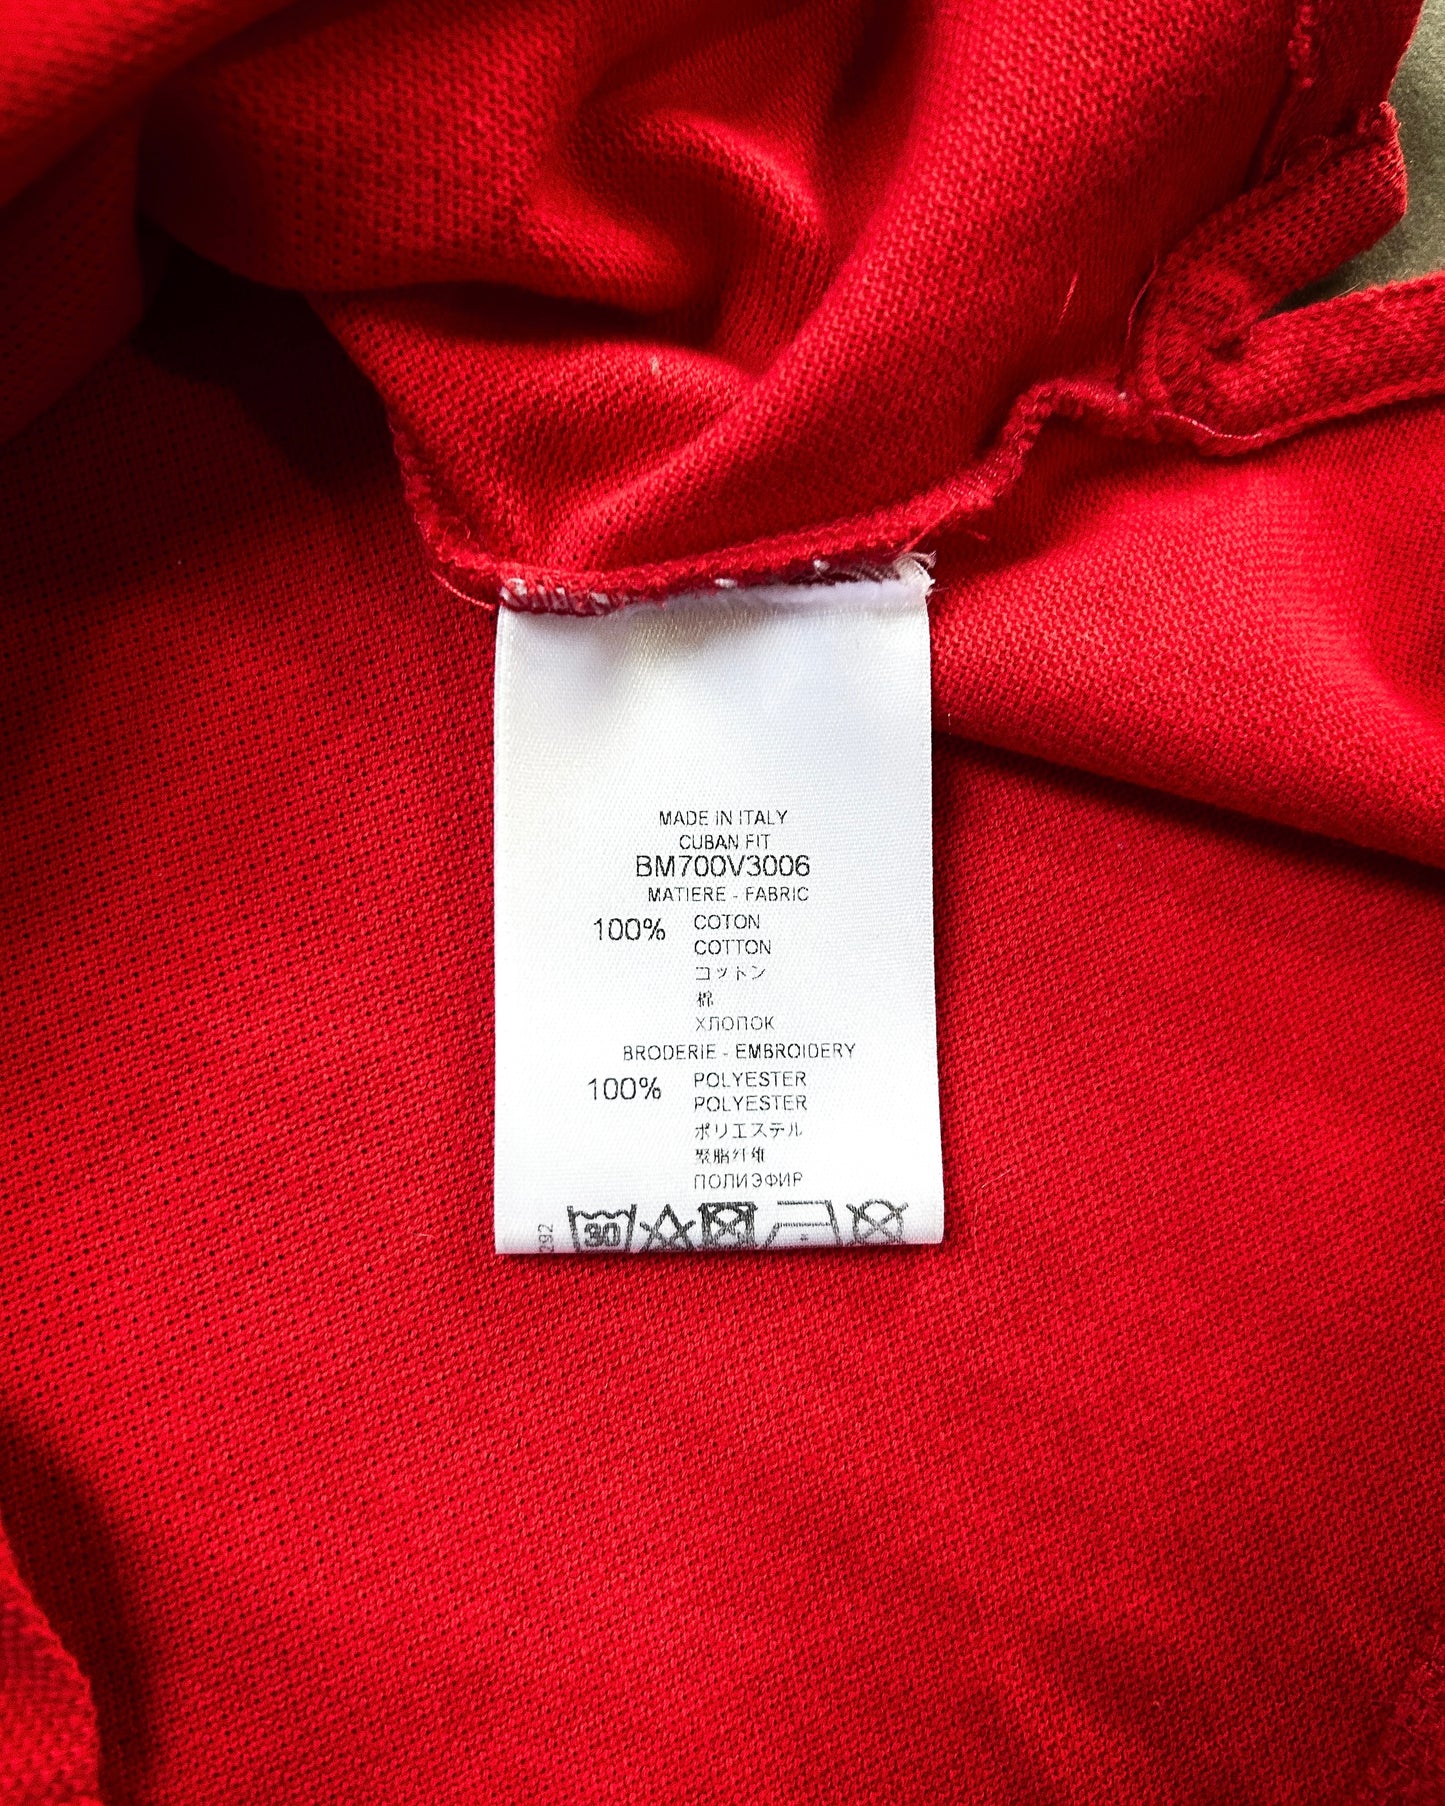 MADE IN ITALY
CUBAN FIT
BM700V3006
MATIERE - FABRIC
100% COTON
COTTON
コットン
棉
ХЛОПОК
BRODERIE - EMBROIDERY
100% POLYESTER
POLYESTER
ポリエステル
聚脂纤维
ПОЛИЭФИР
292
30